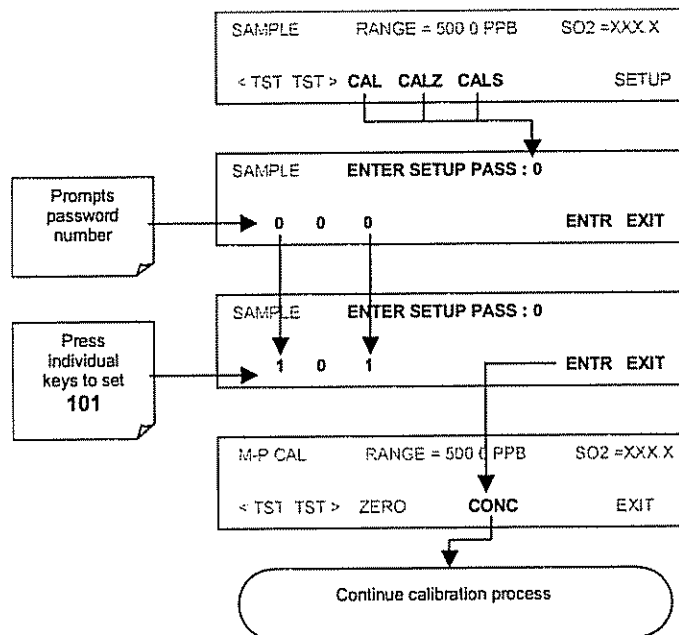 SAMPLE RANGE = 500 0 PPB SO2 =XXX.X
< TST TST > CAL CALZ CALS SETUP
SAMPLE ENTER SETUP PASS : 0
Prompts
password
number
0 0 0 ENTR EXIT
SAMPLE ENTER SETUP PASS : 0
Press
individual
keys to set
101
1 0 1 ENTR EXIT
M-P CAL RANGE = 500 0 PPB SO2 =XXX.X
< TST TST > ZERO CONC EXIT
Continue calibration process